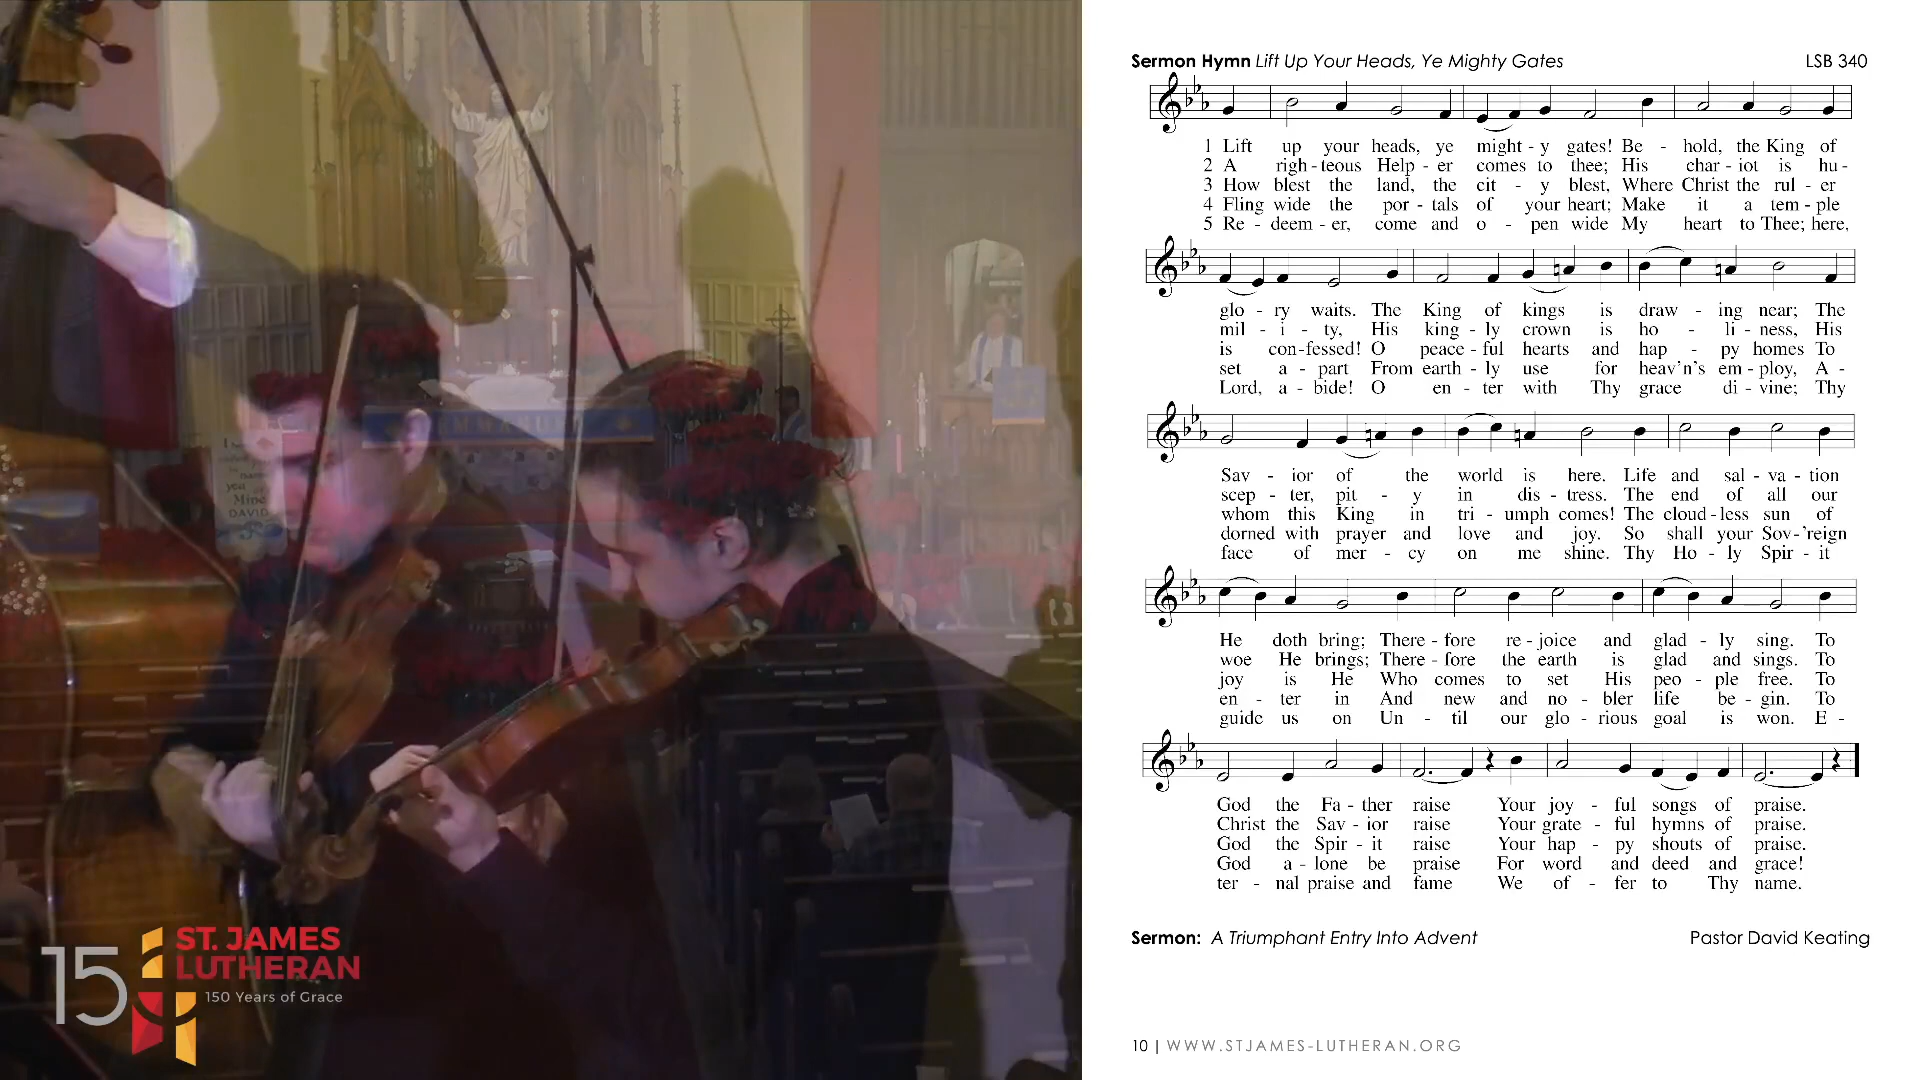 Sermon Hymn Lift Up Your Heads, Ye Mighty Gates LSB 340
1 Lift up your heads, ye might - y gates! Be - hold, the King of
2 A righ - teous Help - er comes to thee; His char - iot is hu -
3 How blest the land, the cit - y blest, Where Christ the rul - er
4 Fling wide the por - tals of your heart; Make it a tem - ple
5 Re - deem - er, come and o - pen wide My heart to Thee; here,
glo - ry waits. The King of kings is draw - ing near; The
mil - i - ty, His king - ly crown is ho - li - ness, His
is con - fessed! O peace - ful hearts and hap - py homes To
set a - part From earth - ly use for heav'n's em - ploy, A -
Lord, a - bide! O en - ter with Thy grace di - vine; Thy
Sav - ior of the world is here. Life and sal - va - tion
scep - ter, pit - y in dis - tress. The end of all our
whom this King in tri - umph comes! The cloud - less sun of
dorned with prayer and love and joy. So shall your Sov - 'reign
face of mer - cy on me shine. Thy Ho - ly Spir - it
He doth bring; There - fore re - joice and glad - ly sing. To
woe He brings; There - fore the earth is glad and sings. To
joy is He Who comes to set His peo - ple free. To
en - ter in And new and no - bler life be - gin. To
guide us on Un - til our glo - rious goal is won. E -
God the Fa - ther raise Your joy - ful songs of praise.
Christ the Sav - ior raise Your grate - ful hymns of praise.
God the Spir - it raise Your hap - py shouts of praise.
God a - lone be praise For word and deed and grace!
ter - nal praise and fame We of - fer to Thy name.
Sermon: A Triumphant Entry Into Advent Pastor David Keating
10 | WWW.STJAMES-LUTHERAN.ORG
Mine
DAVID
15
ST. JAMES
LUTHERAN
150 Years of Grace